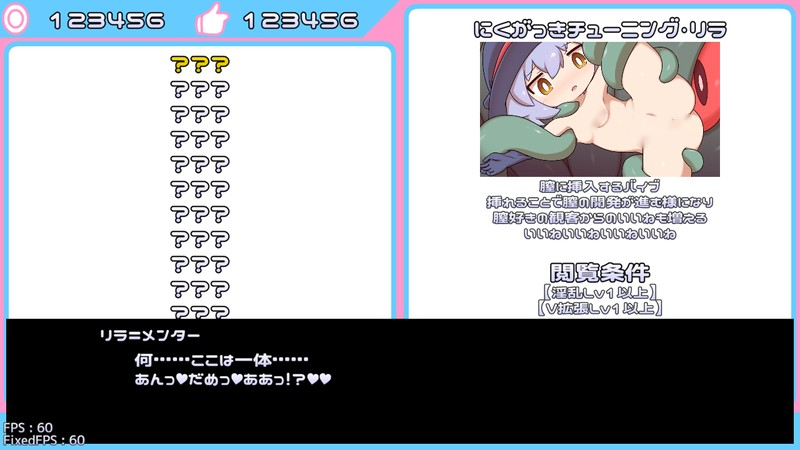 123456
123456
???
???
???
???
???
???
???
???
???
???
???
にくがっきチューニング・リラ
膣に挿入するバイブ
挿れることで膣の開発が進む様になり
膣好きの観客からのいいねも増える
いいねいいねいいねいいね
閲覧条件
【淫乱Lv1以上】
【V拡張Lv1以上】
リラ=メンター
何……ここは一体……
あんっ♥だめっ♥ああっ!?♥♥
FPS : 60
FixedFPS : 60